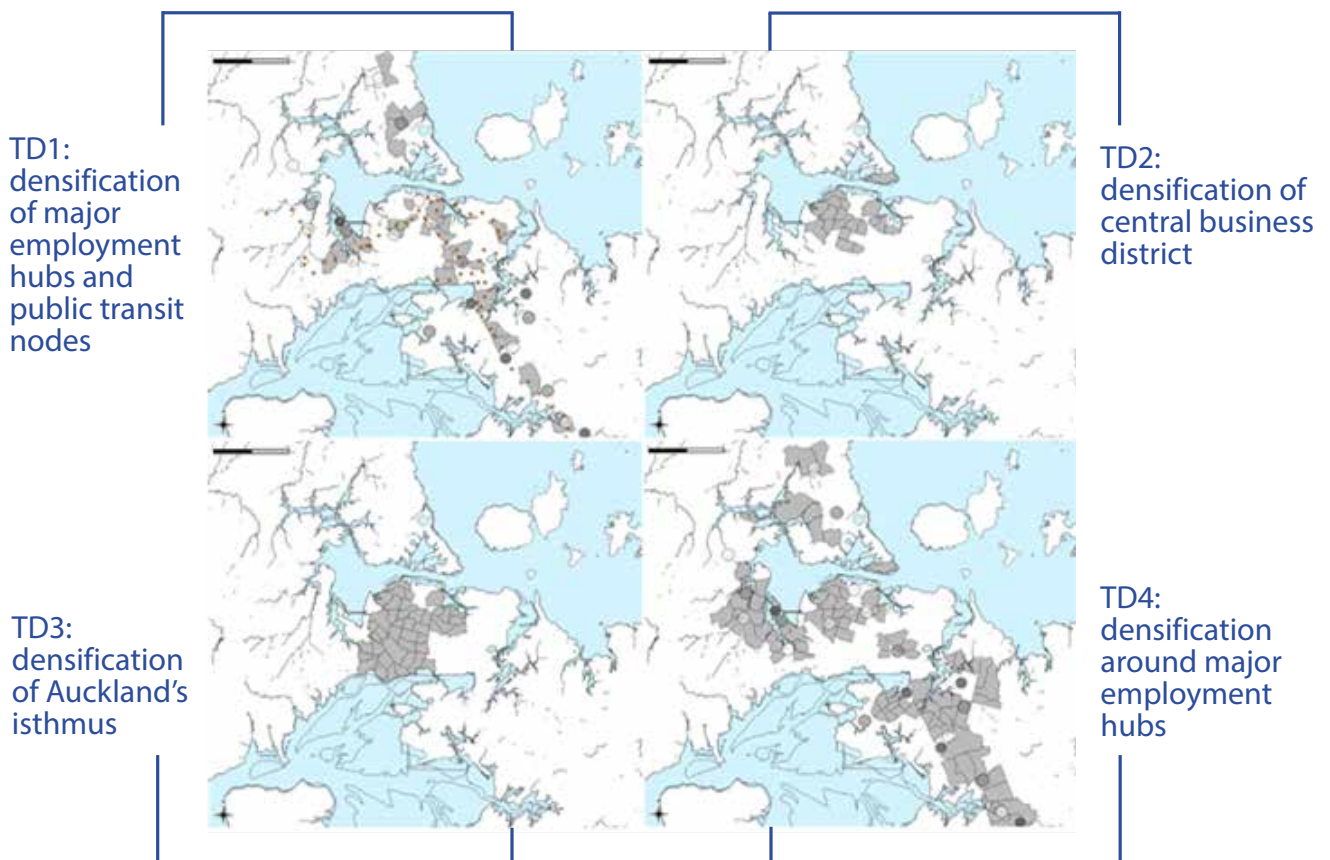 TD1:
densification
of major
employment
hubs and
public transit
nodes
TD2:
densification of
central business
district
TD3:
densification
of Auckland’s
isthmus
TD4:
densification
around major
employment
hubs